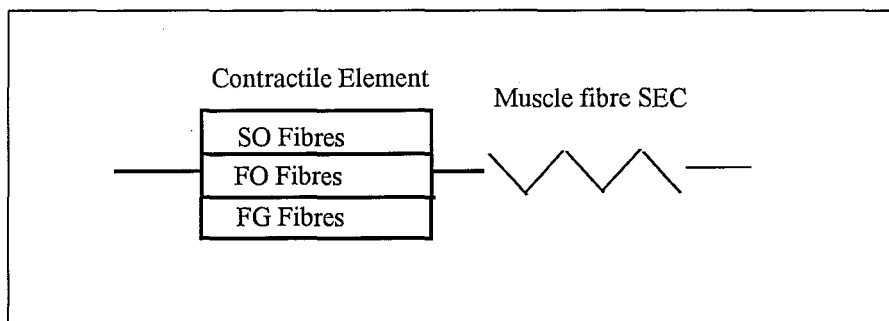 Contractile Element
Muscle fibre SEC
SO Fibres
FO Fibres
FG Fibres